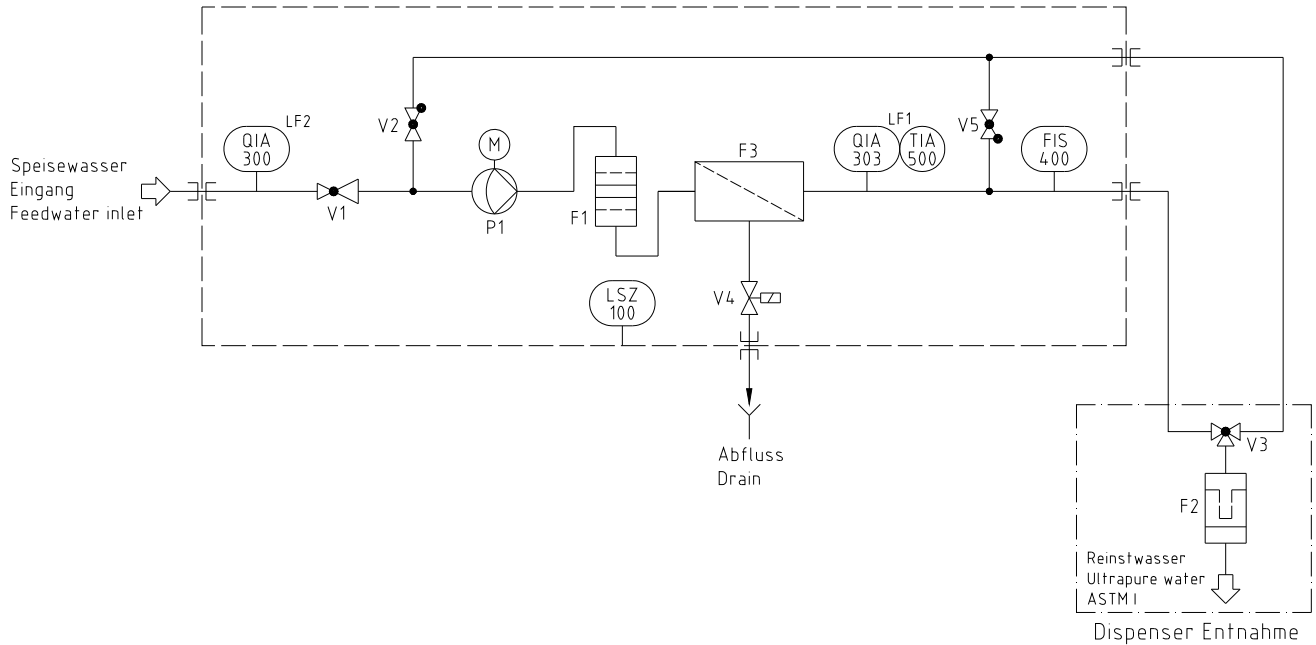 LF2
QIA
300
Speisewasser
Eingang
Feedwater inlet
V1
V2
M
P1
F1
LSZ
100
F3
V4
Abfluss
Drain
LF1
QIA
303
TIA
500
V5
FIS
400
V3
F2
Reinstwasser
Ultrapure water
ASTM I
Dispenser Entnahme